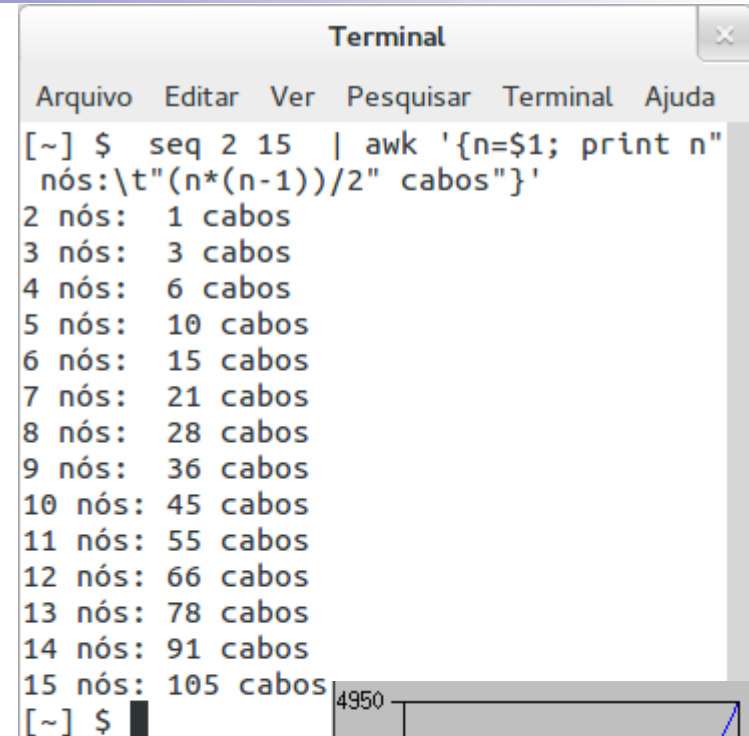 Terminal
Arquivo Editar Ver Pesquisar Terminal Ajuda
[~] $ seq 2 15 | awk '{n=$1; print n"
nós:\t"(n*(n-1))/2" cabos"}'
2 nós: 1 cabos
3 nós: 3 cabos
4 nós: 6 cabos
5 nós: 10 cabos
6 nós: 15 cabos
7 nós: 21 cabos
8 nós: 28 cabos
9 nós: 36 cabos
10 nós: 45 cabos
11 nós: 55 cabos
12 nós: 66 cabos
13 nós: 78 cabos
14 nós: 91 cabos
15 nós: 105 cabos
[~] $
4950